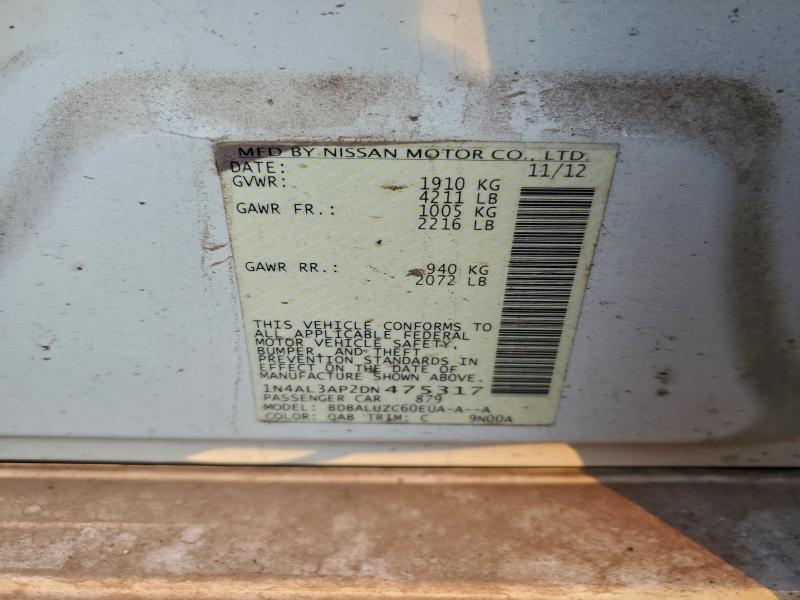 MFD BY NISSAN MOTOR CO., LTD.
DATE: 11/12
GVWR: 1910 KG
4211 LB
GAWR FR.: 1005 KG
2216 LB
GAWR RR.: 940 KG
2072 LB
THIS VEHICLE CONFORMS TO
ALL APPLICABLE FEDERAL
MOTOR VEHICLE SAFETY,
BUMPER, AND THEFT
PREVENTION STANDARDS IN
EFFECT ON THE DATE OF
MANUFACTURE SHOWN ABOVE.
1N4AL3AP2DN475317
PASSENGER CAR 879
MODEL: BDBALUZC60EUA-A--A
COLOR: QAB TRIM: C 9N00A